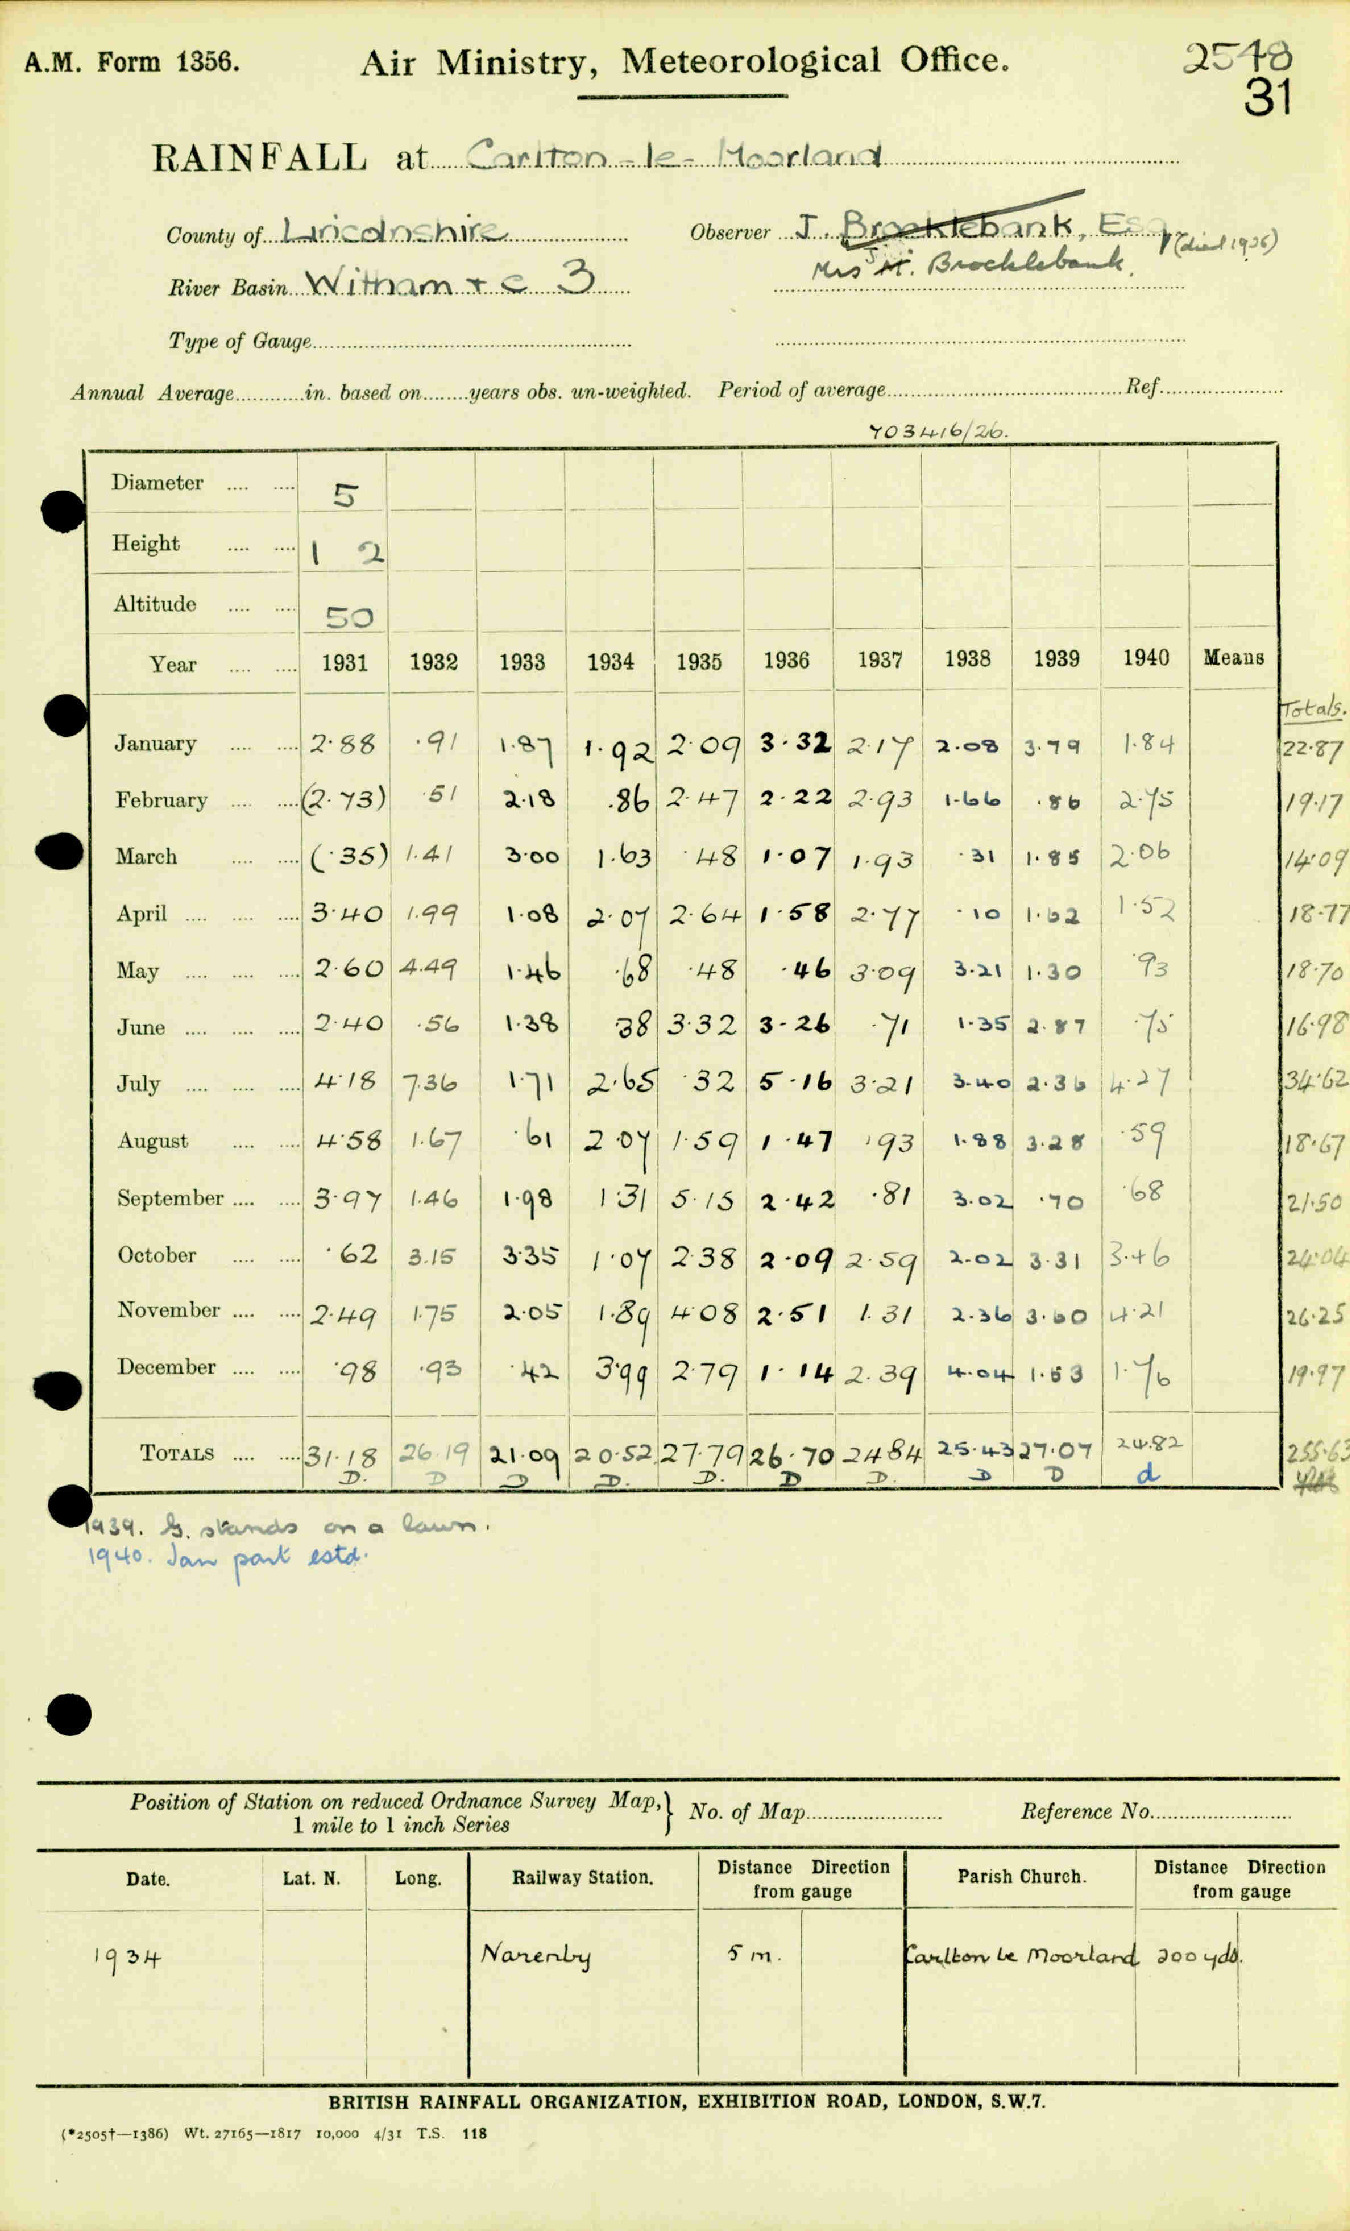 A.M. Form 1356.
Air Ministry, Meteorological Office.
2548
31
RAINFALL at Carlton-le-Moorland
County of Lincolnshire
Observer J. Brocklebank, Esq. (died 1936)
Mrs J. H. Brocklebank.
River Basin Witham + c 3
Type of Gauge
Annual Average in. based on years obs. un-weighted. Period of average Ref.
703416/26.
Diameter 5
Height 1 2
Altitude 50
Year 1931 1932 1933 1934 1935 1936 1937 1938 1939 1940 Means
Totals.
January 2.88 .91 1.87 1.92 2.09 3.32 2.17 2.08 3.79 1.84 22.87
February (2.73) .51 2.18 .86 2.47 2.22 2.93 1.66 .86 2.75 19.17
March (.35) 1.41 3.00 1.63 .48 1.07 1.93 .31 1.85 2.06 14.09
April 3.40 1.99 1.08 2.07 2.64 1.58 2.77 .10 1.62 1.52 18.77
May 2.60 4.49 1.46 .68 .48 .46 3.09 3.21 1.30 .93 18.70
June 2.40 .56 1.38 .38 3.32 3.26 .71 1.35 2.87 .75 16.98
July 4.18 7.36 1.71 2.65 .32 5.16 3.21 3.40 2.36 4.27 34.62
August 4.58 1.67 .61 2.07 1.59 1.47 .93 1.88 3.28 .59 18.67
September 3.97 1.46 1.98 1.31 5.15 2.42 .81 3.02 .70 .68 21.50
October .62 3.15 3.35 1.07 2.38 2.09 2.59 2.02 3.31 3.46 24.04
November 2.49 1.75 2.05 1.89 4.08 2.51 1.31 2.36 3.60 4.21 26.25
December .98 .93 .42 3.99 2.79 1.14 2.39 4.04 1.53 1.76 19.97
TOTALS 31.18 26.19 21.09 20.52 27.79 26.70 24.84 25.43 27.07 24.82 255.63
D. D D D. D. D D. D D d
1939. G. stands on a lawn.
1940. Jan part estd.
Position of Station on reduced Ordnance Survey Map, 1 mile to 1 inch Series } No. of Map Reference No.
Date. Lat. N. Long. Railway Station. Distance Direction from gauge Parish Church. Distance Direction from gauge
1934 Navenby 5 m. Carlton le Moorland 200 yds.
BRITISH RAINFALL ORGANIZATION, EXHIBITION ROAD, LONDON, S.W.7.
(*2505†—1386) Wt. 27165—1817 10,000 4/31 T.S. 118